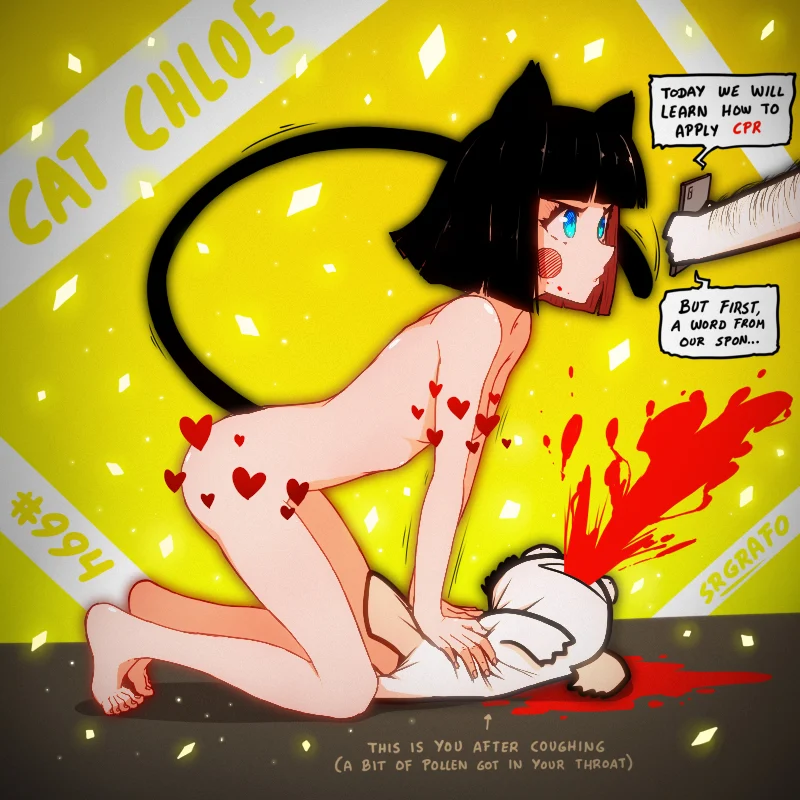 CAT CHLOE
TODAY WE WILL
LEARN HOW TO
APPLY CPR
BUT FIRST,
A WORD FROM
OUR SPON...
#994
SRGRAFO
THIS IS YOU AFTER COUGHING
(A BIT OF POLLEN GOT IN YOUR THROAT)